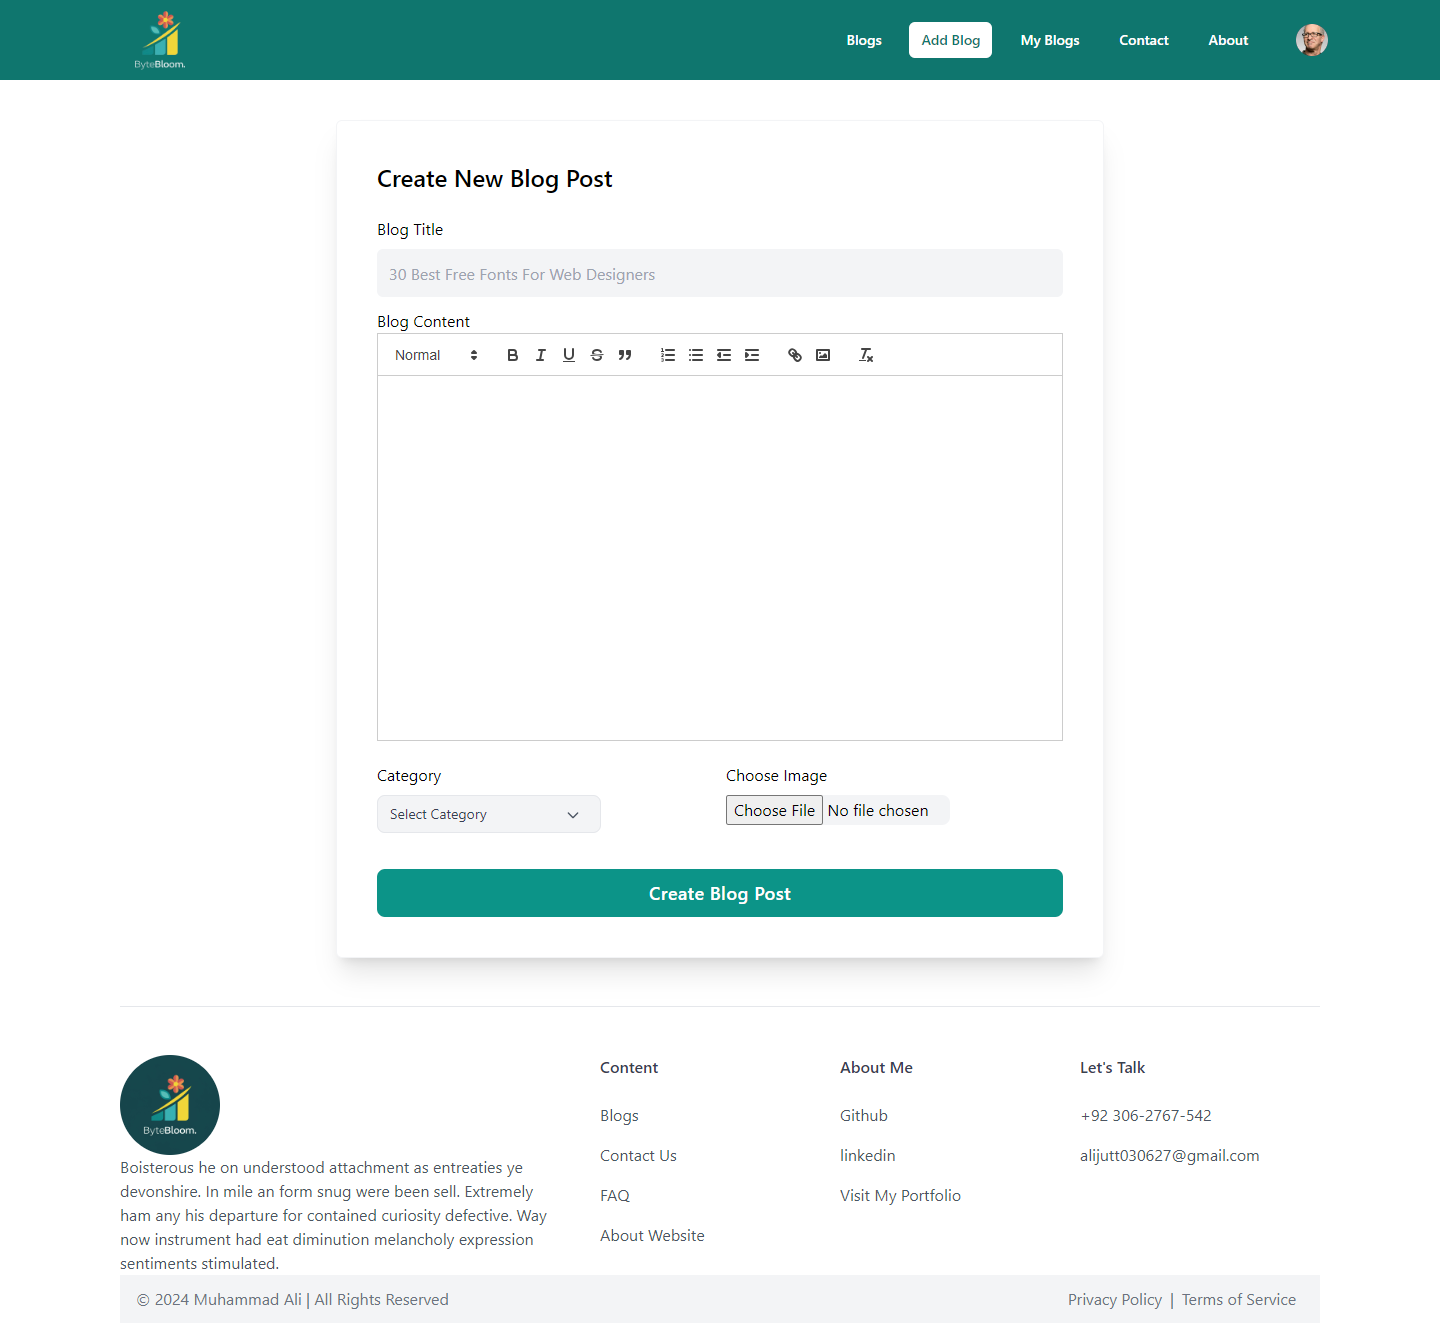 ByteBloom.
Blogs
Add Blog
My Blogs
Contact
About
Create New Blog Post
Blog Title
30 Best Free Fonts For Web Designers
Blog Content
Normal
Category
Choose Image
Select Category
Choose File No file chosen
Create Blog Post
ByteBloom.
Boisterous he on understood attachment as entreaties ye
devonshire. In mile an form snug were been sell. Extremely
ham any his departure for contained curiosity defective. Way
now instrument had eat diminution melancholy expression
sentiments stimulated.
Content
Blogs
Contact Us
FAQ
About Website
About Me
Github
linkedin
Visit My Portfolio
Let's Talk
+92 306-2767-542
alijutt030627@gmail.com
© 2024 Muhammad Ali | All Rights Reserved
Privacy Policy | Terms of Service